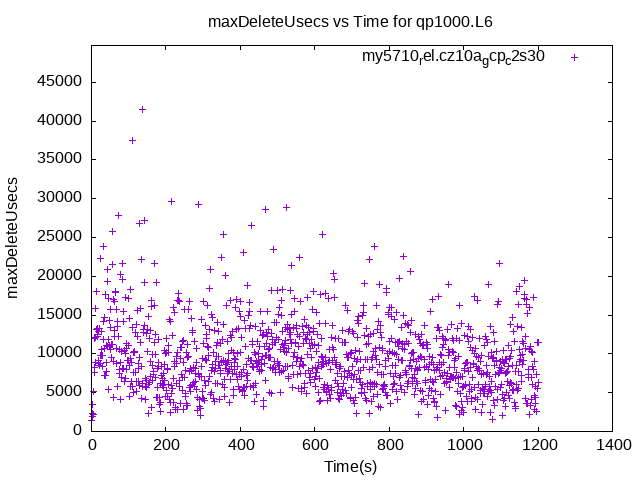 maxDeleteUsecs vs Time for qp1000.L6
my5710rel.cz10agcpc2s30
45000
40000
35000
30000
25000
20000
15000
10000
5000
0
maxDeleteUsecs
0 200 400 600 800 1000 1200 1400
Time(s)